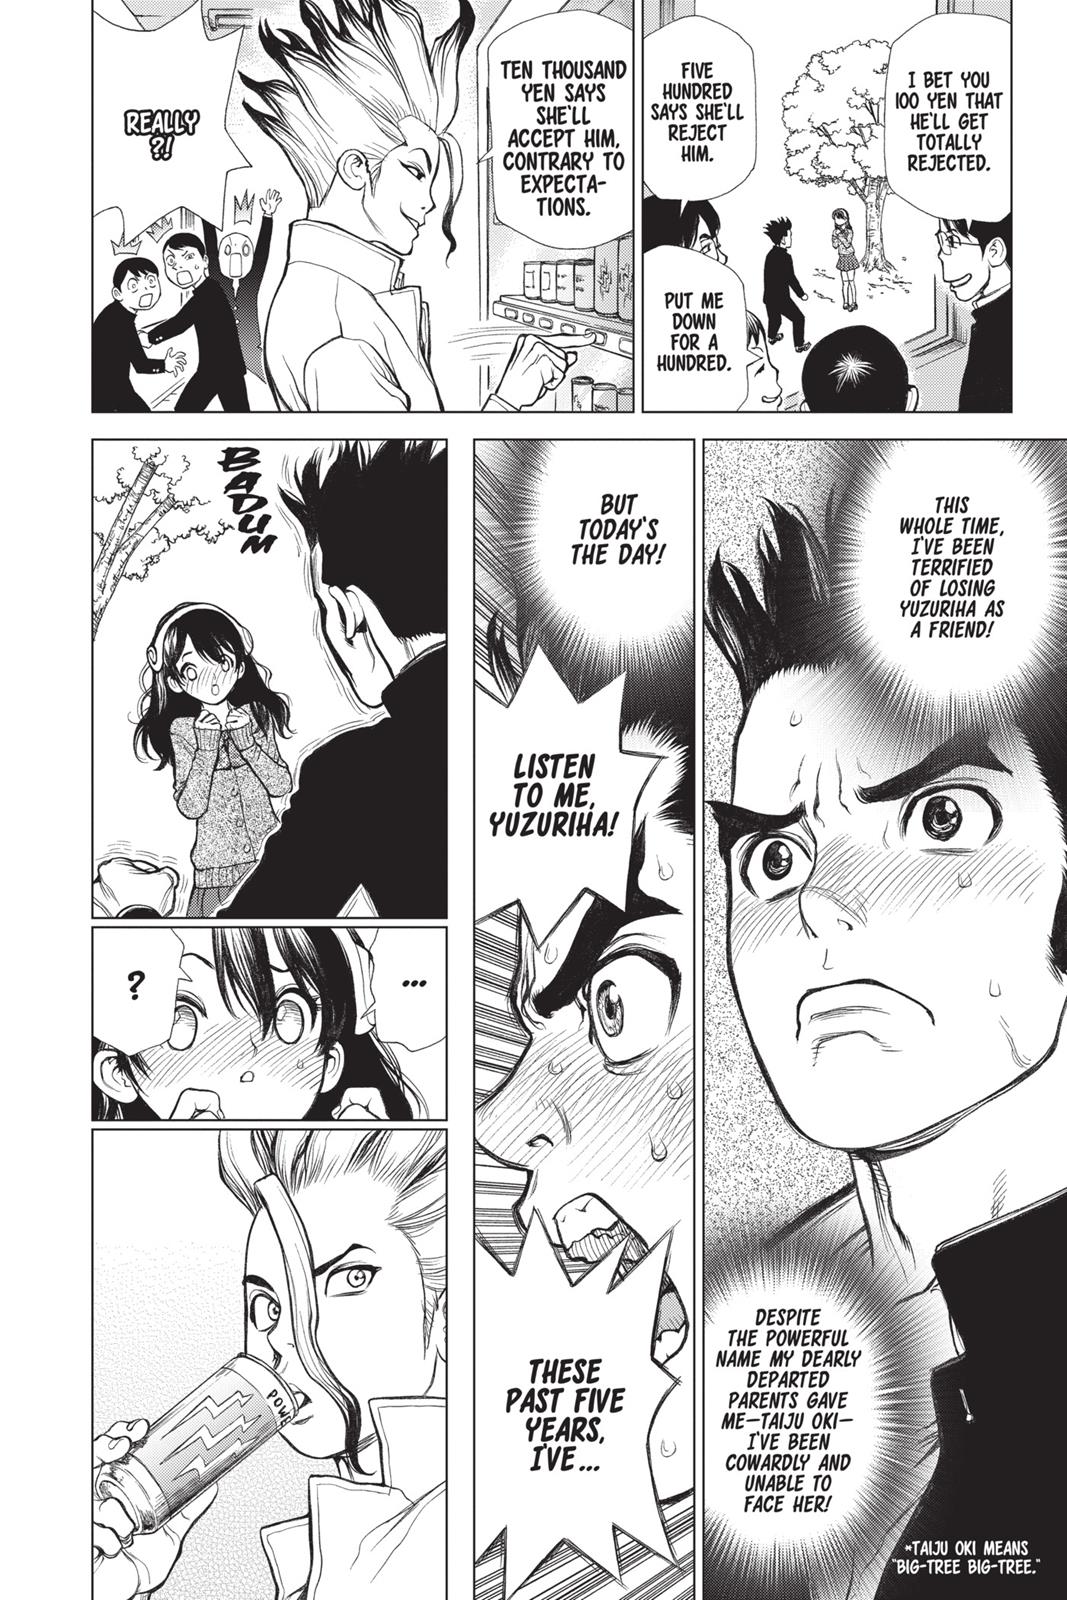 I BET YOU
100 YEN THAT
HE'LL GET
TOTALLY
REJECTED.
FIVE
HUNDRED
SAYS SHE'LL
REJECT
HIM.
PUT ME
DOWN
FOR A
HUNDRED.
TEN THOUSAND
YEN SAYS
SHE'LL
ACCEPT HIM,
CONTRARY TO
EXPECTA-
TIONS.
REALLY
?!
THIS
WHOLE TIME,
I'VE BEEN
TERRIFIED
OF LOSING
YUZURIHA AS
A FRIEND!
DESPITE
THE POWERFUL
NAME MY DEARLY
DEPARTED
PARENTS GAVE
ME—TAIJU OKI—
I'VE BEEN
COWARDLY AND
UNABLE TO
FACE HER!
*TAIJU OKI MEANS
"BIG-TREE BIG-TREE."
BUT
TODAY'S
THE DAY!
LISTEN
TO ME,
YUZURIHA!
THESE
PAST FIVE
YEARS,
I'VE...
BADUM
...
?
POWE